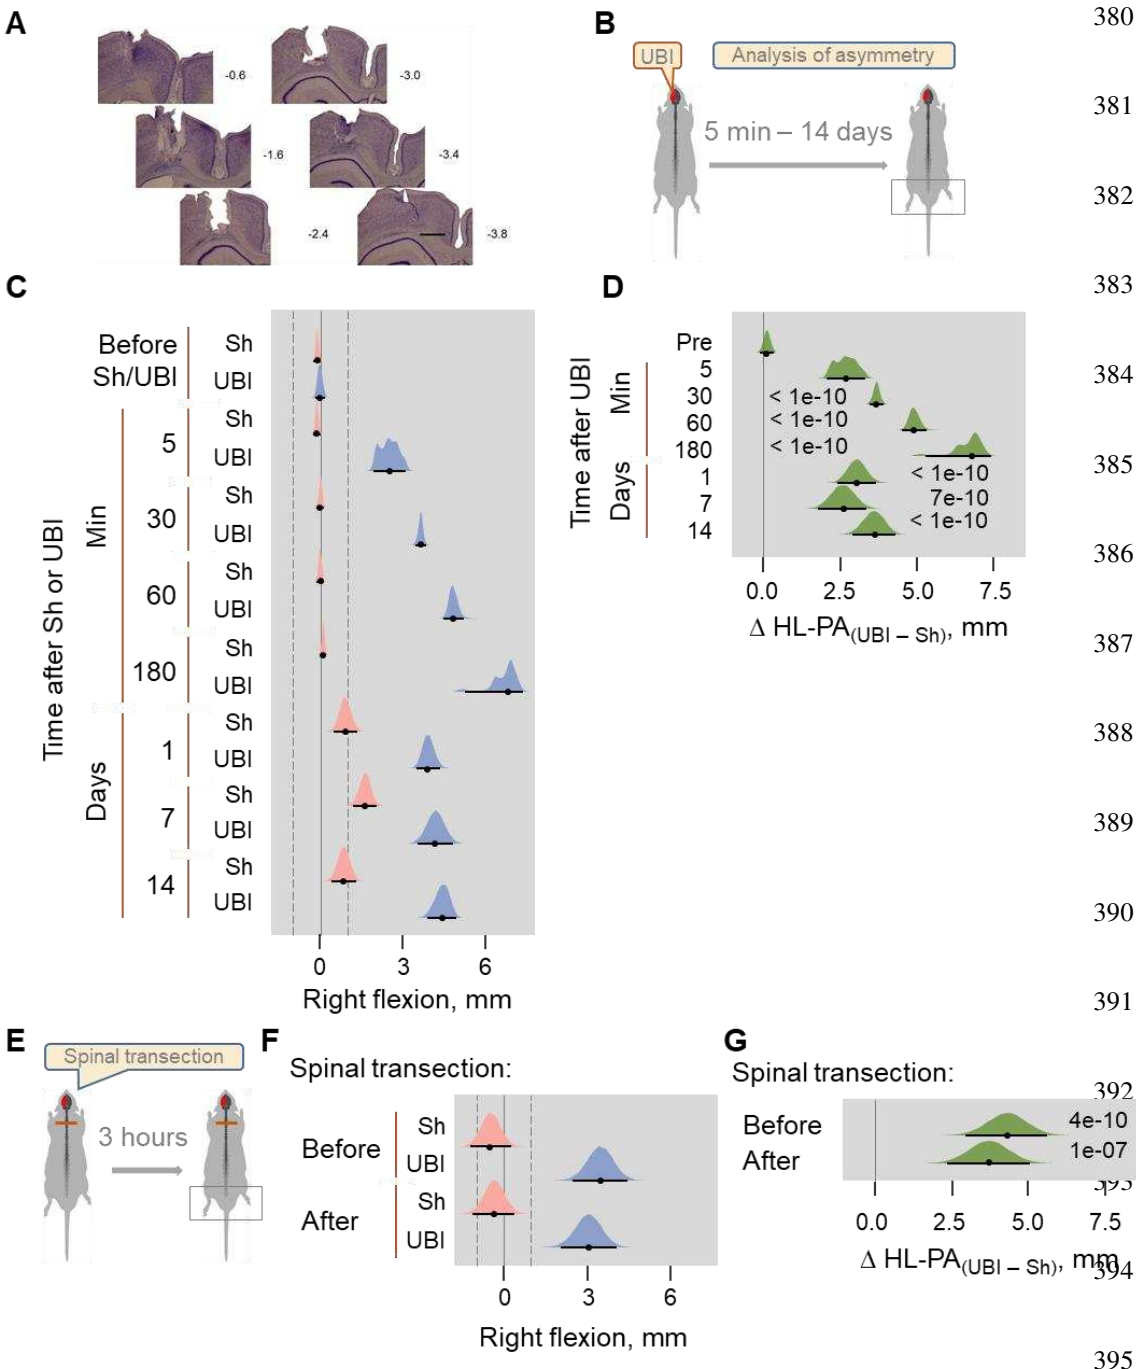 A
-0.6
-3.0
-1.6
-3.4
-2.4
-3.8
B
UBI
Analysis of asymmetry
5 min – 14 days
380
381
382
383
C
Before
Sh/UBI
Sh
UBI
Time after Sh or UBI
Min
5
Sh
UBI
30
Sh
UBI
60
Sh
UBI
180
Sh
UBI
Days
1
Sh
UBI
7
Sh
UBI
14
Sh
UBI
0 3 6
Right flexion, mm
D
Time after UBI
Pre
Min
5
30 < 1e-10
60 < 1e-10
180 < 1e-10
Days
1 < 1e-10
7 7e-10
14 < 1e-10
0.0 2.5 5.0 7.5
Δ HL-PA(UBI – Sh), mm
384
385
386
387
388
389
390
391
E
Spinal transection
3 hours
F
Spinal transection:
Before
Sh
UBI
After
Sh
UBI
0 3 6
Right flexion, mm
G
Spinal transection:
Before 4e-10
After 1e-07
0.0 2.5 5.0 7.5
Δ HL-PA(UBI – Sh), mm
392
393
394
395